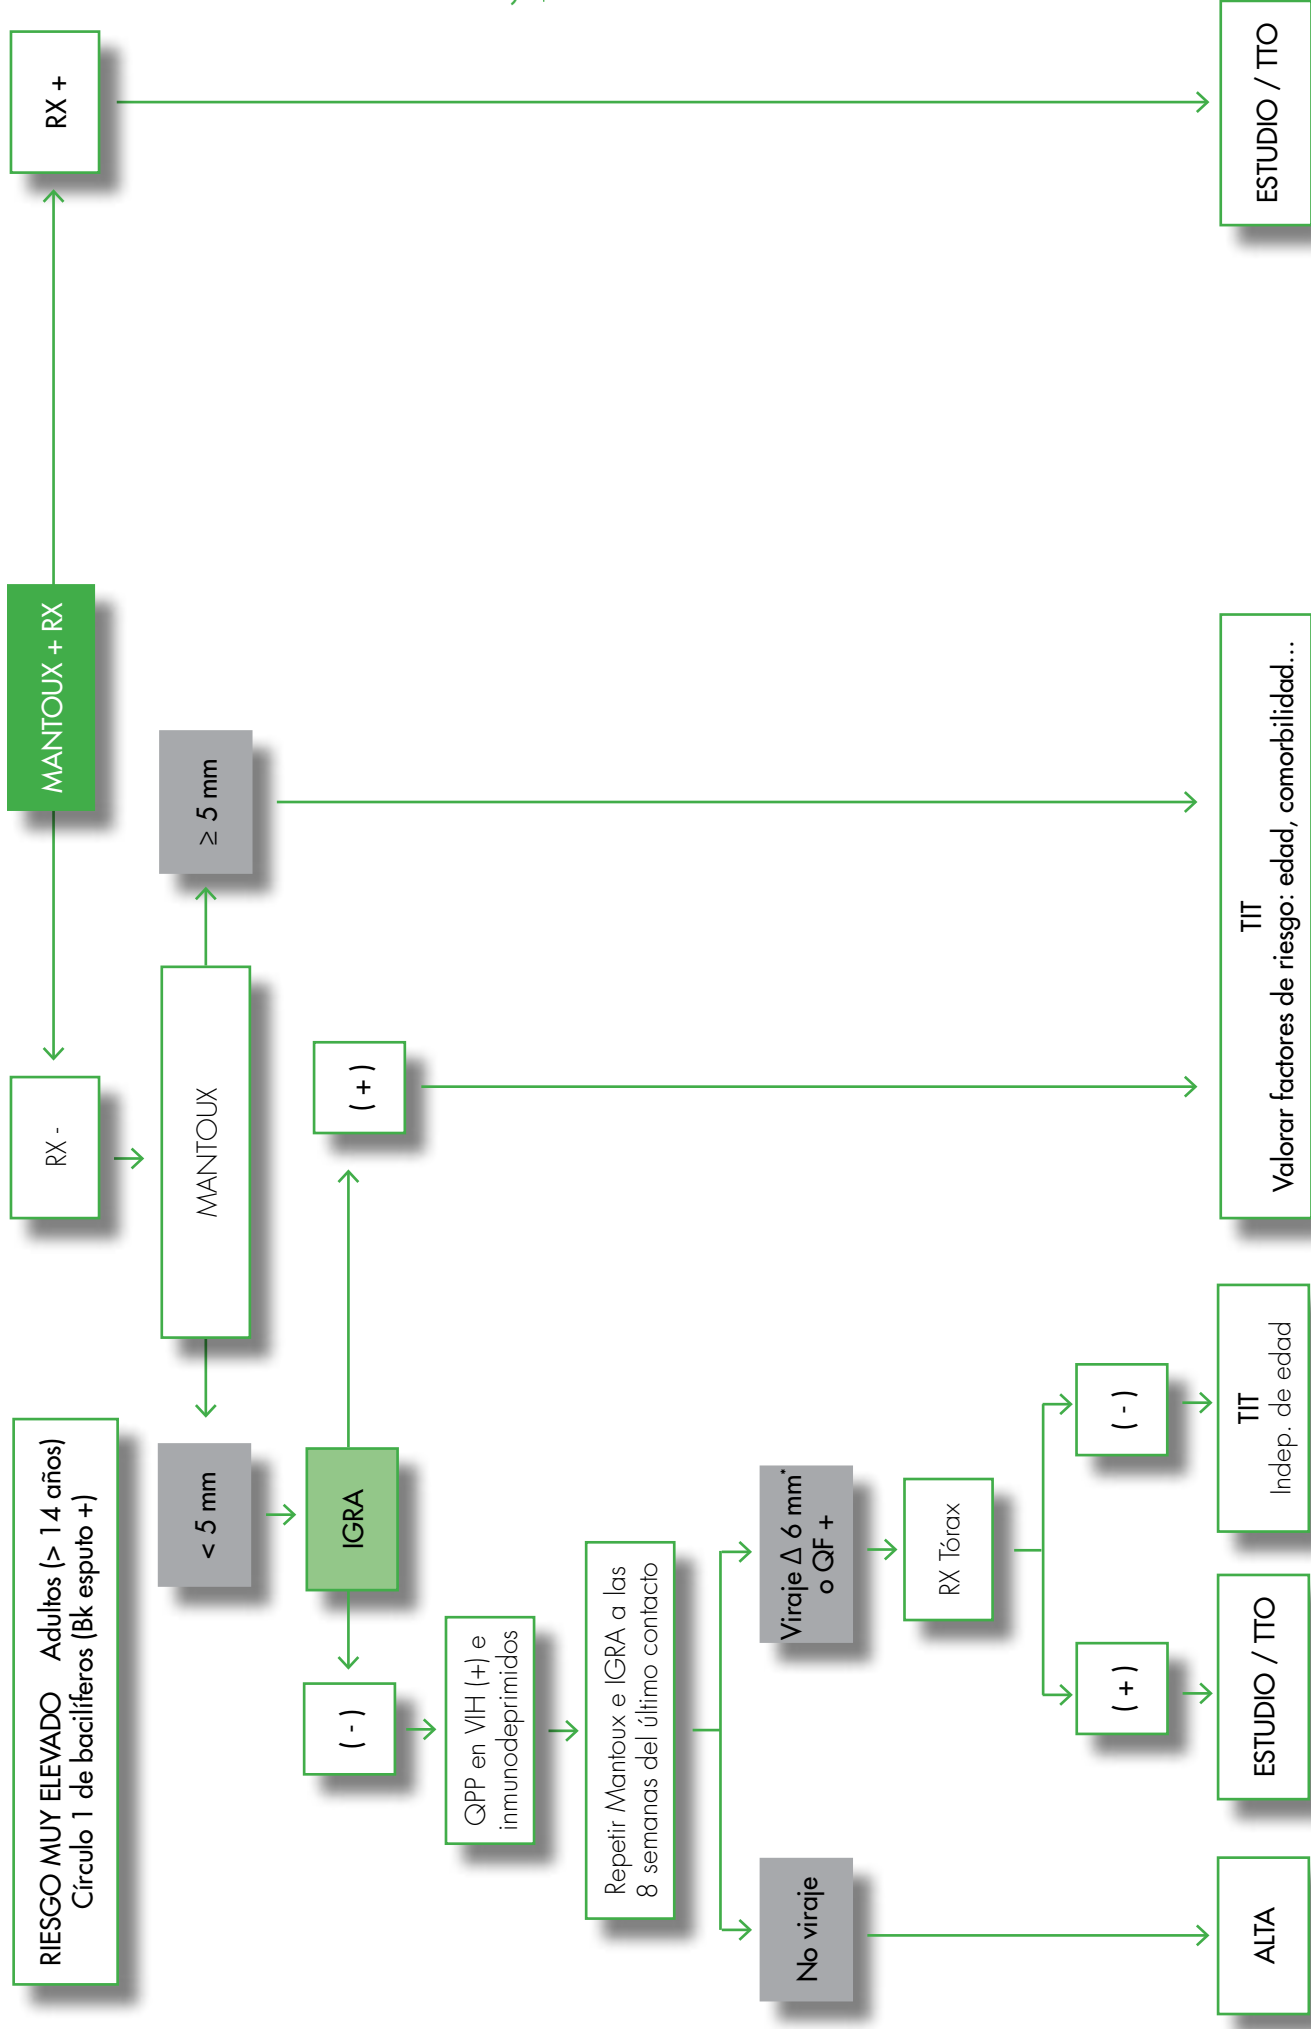 RIESGO MUY ELEVADO Adultos (> 14 años)
Círculo 1 de bacilíferos (Bk esputo +)
MANTOUX + RX
RX -
RX +
MANTOUX
< 5 mm
≥ 5 mm
IGRA
( - )
( + )
QPP en VIH (+) e
inmunodeprimidos
Repetir Mantoux e IGRA a las
8 semanas del último contacto
No viraje
Viraje Δ 6 mm*
o QF +
RX Tórax
( + )
( - )
ALTA
ESTUDIO / TTO
TIT
Indep. de edad
TIT
Valorar factores de riesgo: edad, comorbilidad...
ESTUDIO / TTO